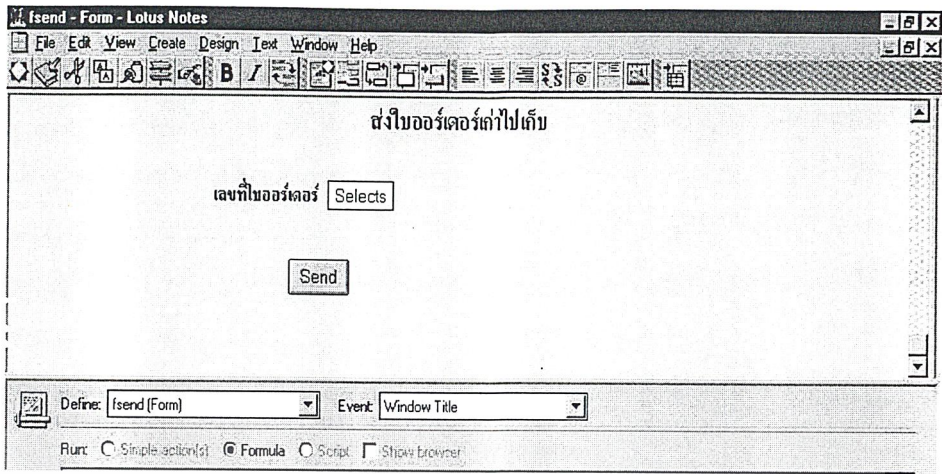 fsend - Form - Lotus Notes
File Edit View Create Design Text Window Help
B I
ส่งใบออร์เดอร์เก่าไปเก็บ
เลขที่ใบออร์เดอร์ Selects
Send
Define: fsend (Form) Event: Window Title
Run: Simple action(s) Formula Script Show browser